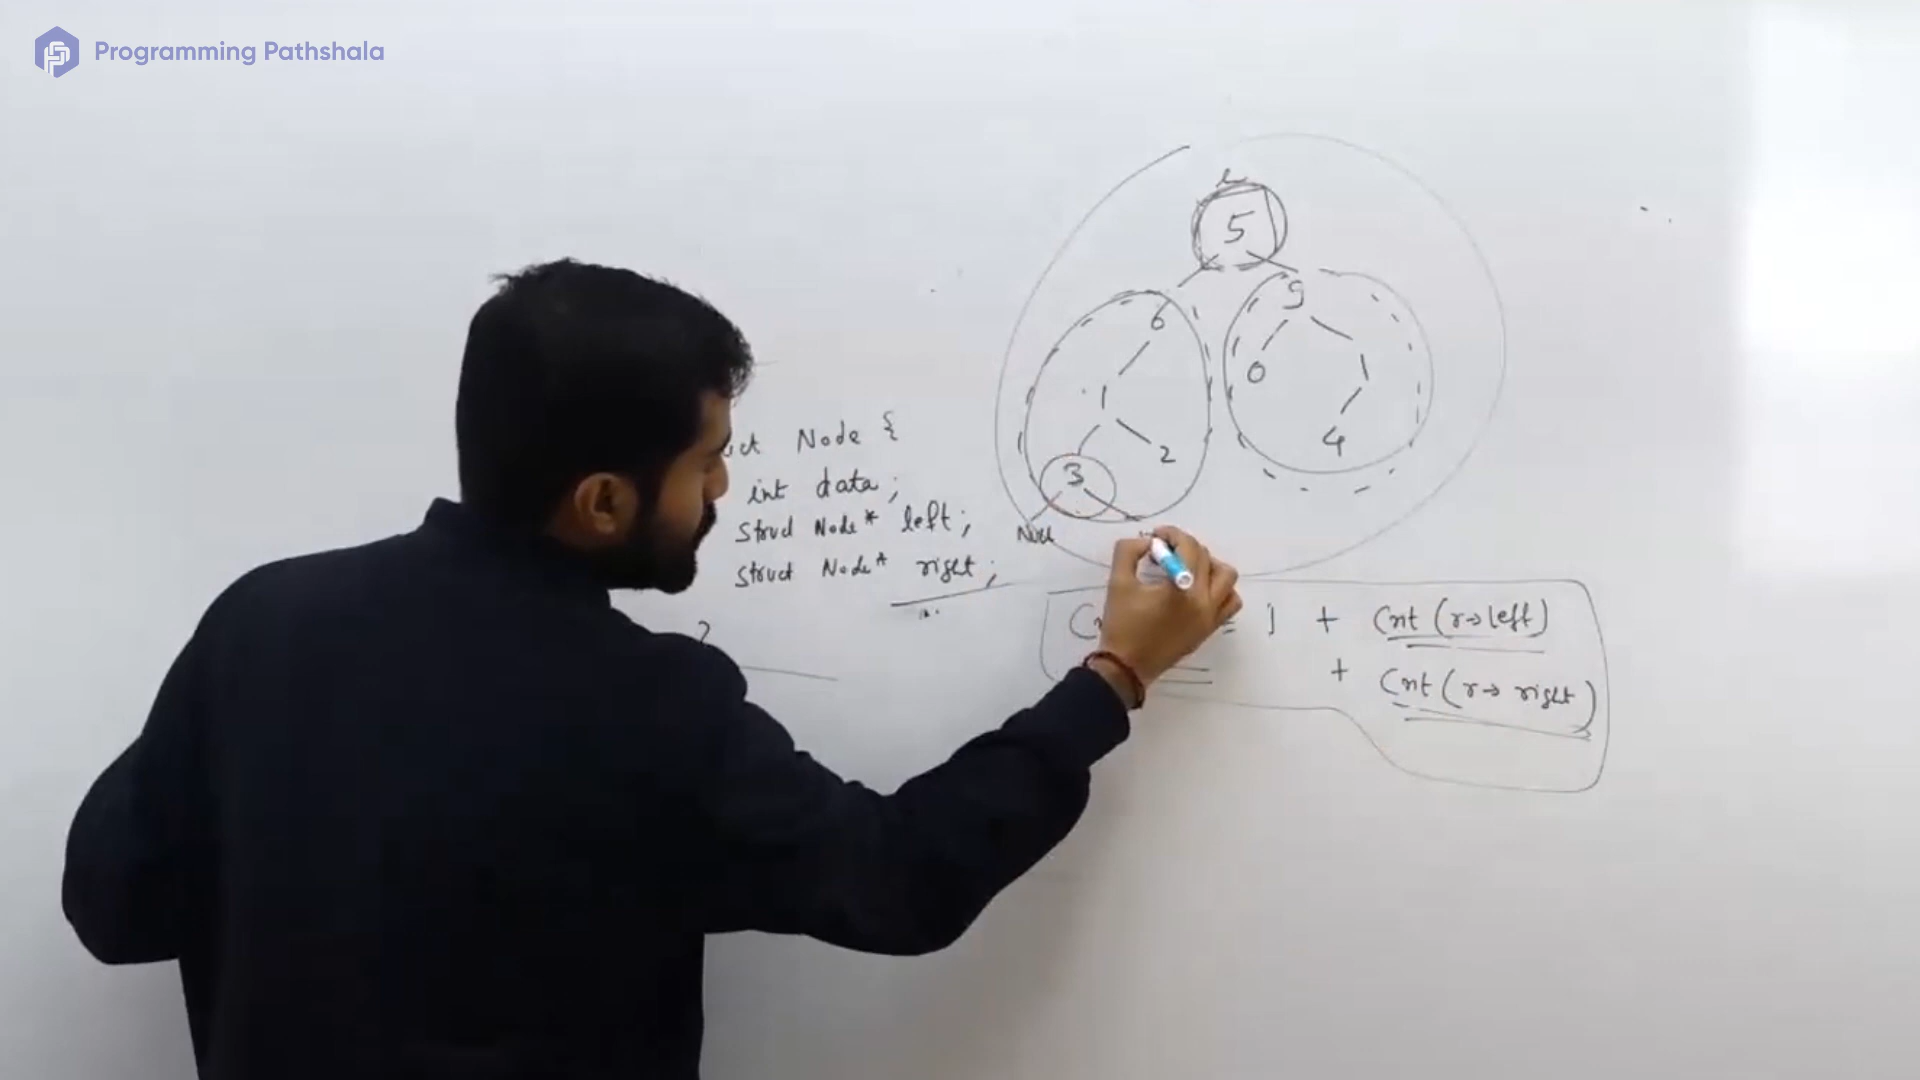 Programming Pathshala
5
6
9
1
0
3
2
4
Null
Node {
int data;
struct Node* left;
struct Node* right;
1 + Cnt (r→left)
+ Cnt (r→ right)